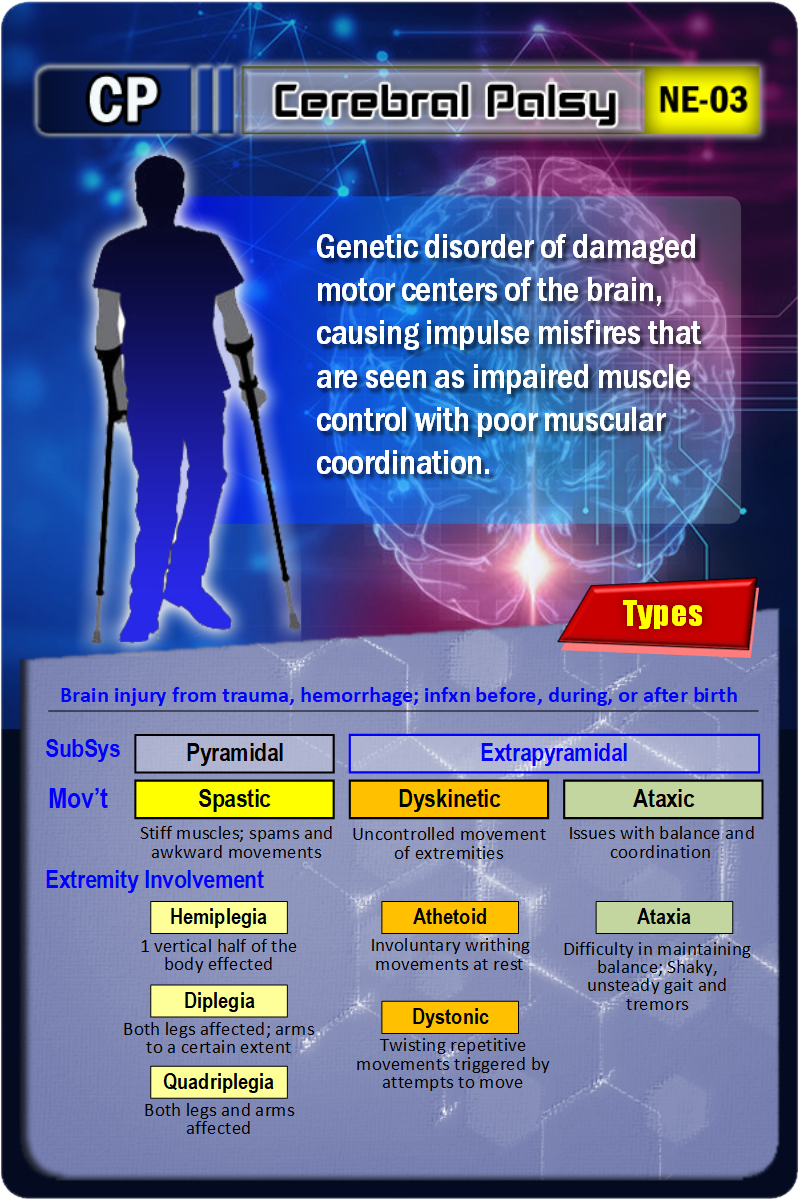 CP Cerebral Palsy NE-03
Genetic disorder of damaged
motor centers of the brain,
causing impulse misfires that
are seen as impaired muscle
control with poor muscular
coordination.
Types
Brain injury from trauma, hemorrhage; infxn before, during, or after birth
SubSys Pyramidal Extrapyramidal
Mov't Spastic Dyskinetic Ataxic
Stiff muscles; spams and
awkward movements
Uncontrolled movement
of extremities
Issues with balance and
coordination
Extremity Involvement
Hemiplegia
1 vertical half of the
body effected
Diplegia
Both legs affected; arms
to a certain extent
Quadriplegia
Both legs and arms
affected
Athetoid
Involuntary writhing
movements at rest
Dystonic
Twisting repetitive
movements triggered by
attempts to move
Ataxia
Difficulty in maintaining
balance; Shaky,
unsteady gait and
tremors